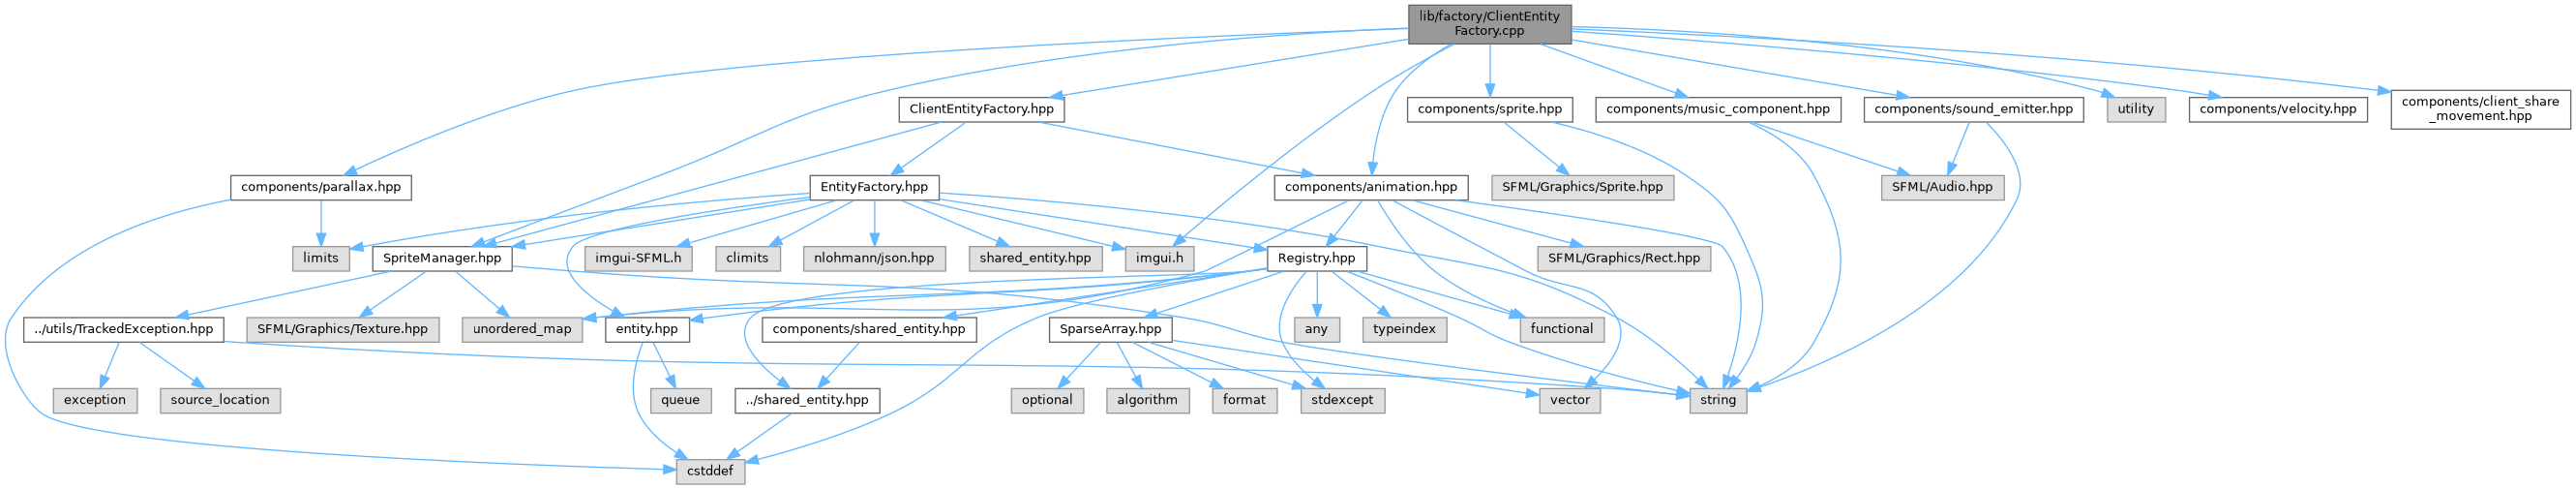 lib/factory/ClientEntity
Factory.cpp
ClientEntityFactory.hpp
components/sprite.hpp
components/music_component.hpp
components/sound_emitter.hpp
utility
components/velocity.hpp
components/client_share
_movement.hpp
components/parallax.hpp
EntityFactory.hpp
components/animation.hpp
SFML/Graphics/Sprite.hpp
SFML/Audio.hpp
limits
SpriteManager.hpp
imgui-SFML.h
climits
nlohmann/json.hpp
shared_entity.hpp
imgui.h
Registry.hpp
SFML/Graphics/Rect.hpp
../utils/TrackedException.hpp
SFML/Graphics/Texture.hpp
unordered_map
entity.hpp
components/shared_entity.hpp
SparseArray.hpp
any
typeindex
functional
exception
source_location
queue
../shared_entity.hpp
optional
algorithm
format
stdexcept
vector
string
cstddef